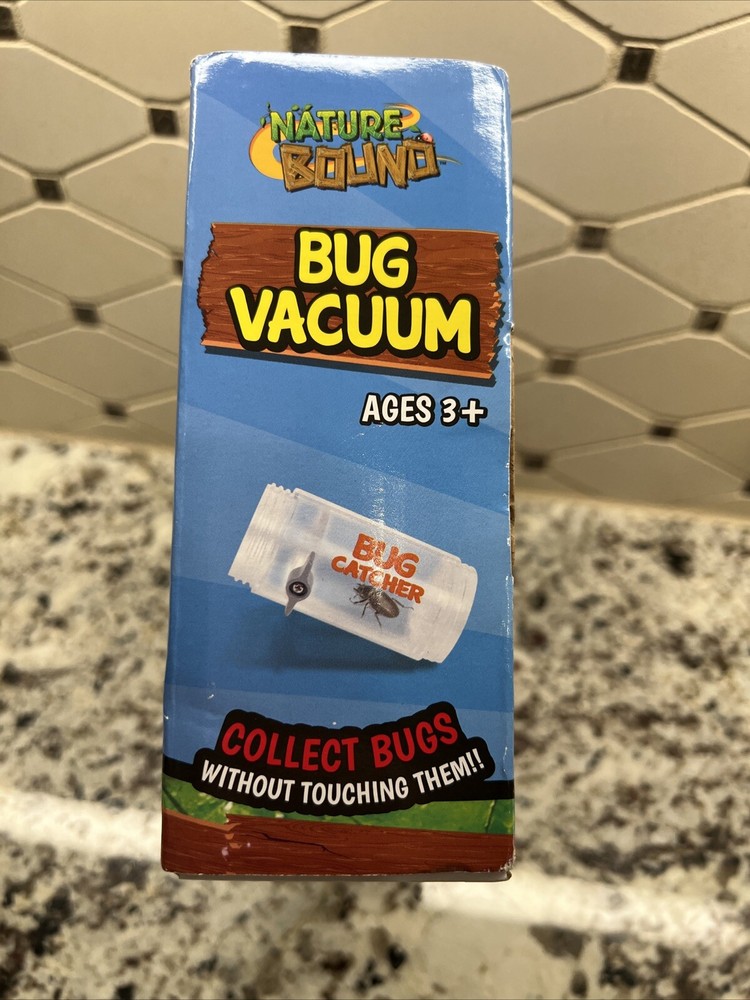 NATURE
BOUND
BUG
VACUUM
AGES 3+
BUG
CATCHER
COLLECT BUGS
WITHOUT TOUCHING THEM!!